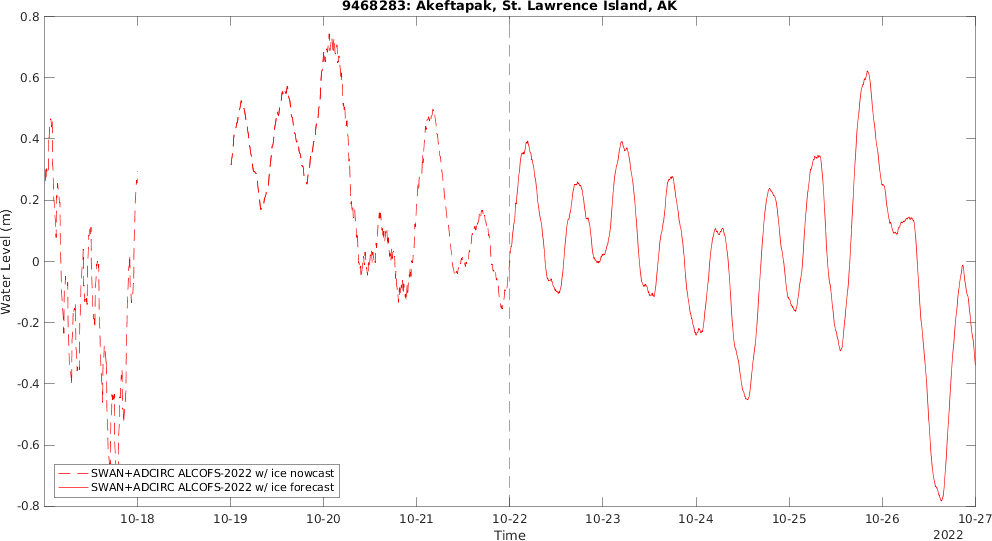 9468283: Akeftapak, St. Lawrence Island, AK
0.8
0.6
0.4
0.2
0
-0.2
-0.4
-0.6
-0.8
Water Level (m)
SWAN+ADCIRC ALCOFS-2022 w/ ice nowcast
SWAN+ADCIRC ALCOFS-2022 w/ ice forecast
10-18 10-19 10-20 10-21 10-22 10-23 10-24 10-25 10-26 10-27
Time
2022